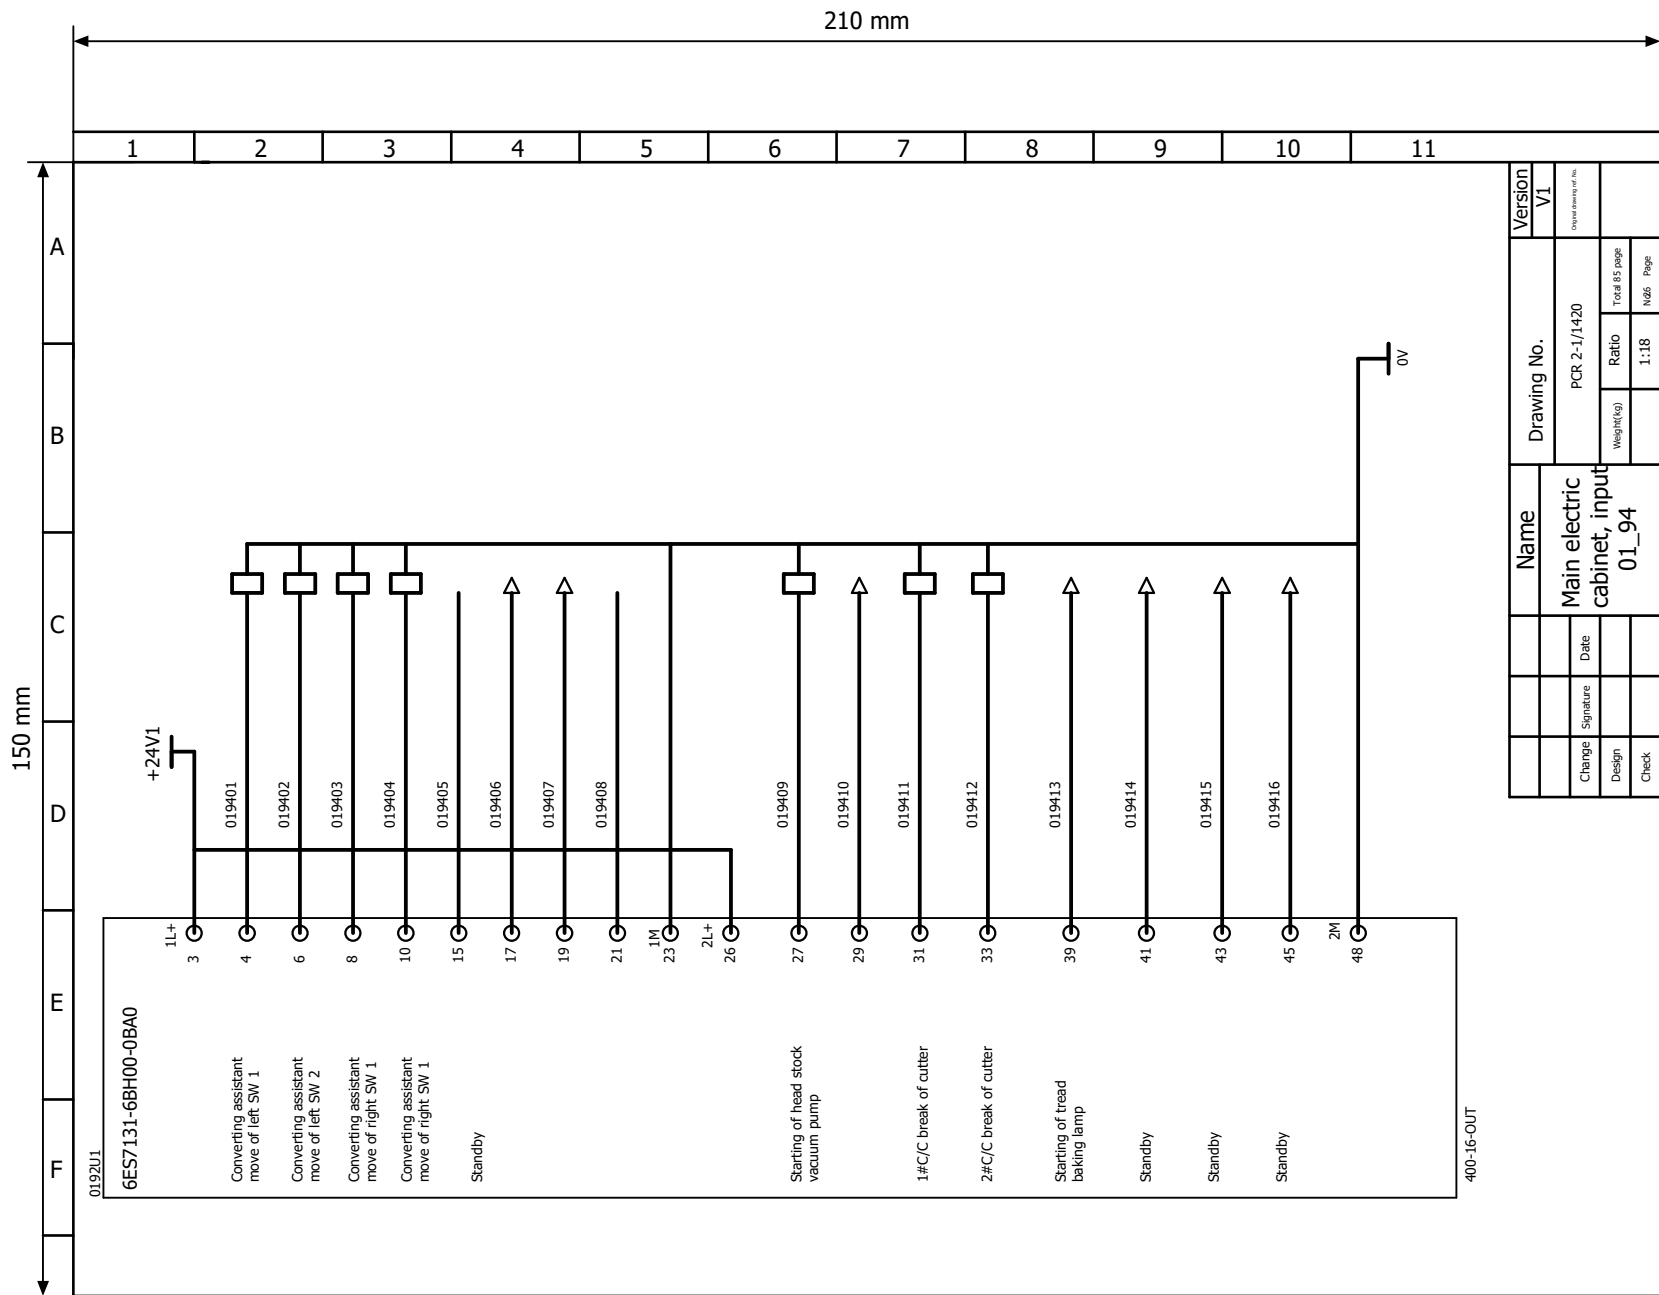 210 mm
1 2 3 4 5 6 7 8 9 10 11
A
B
C
D
E
F
150 mm
+24V1
0V
019401
019402
019403
019404
019405
019406
019407
019408
019409
019410
019411
019412
019413
019414
019415
019416
1L+
1M
2L+
2M
3 4 6 8 10 15 17 19 21 23 26 27 29 31 33 39 41 43 45 48
0192U1
6ES7131-6BH00-0BA0
Converting assistant
move of left SW 1
Converting assistant
move of left SW 2
Converting assistant
move of right SW 1
Converting assistant
move of right SW 1
Standby
Starting of head stock
vacuum pump
1#C/C break of cutter
2#C/C break of cutter
Starting of tread
baking lamp
Standby
Standby
Standby
400-16-OUT
Version
V1
Original drawing ref. No.
Drawing No.
PCR 2-1/1420
Total 85 page
Page
Ratio
1:18
Weight(kg)
Name
Main electric
cabinet, input
01_94
Date
Signature
Change
Design
Check